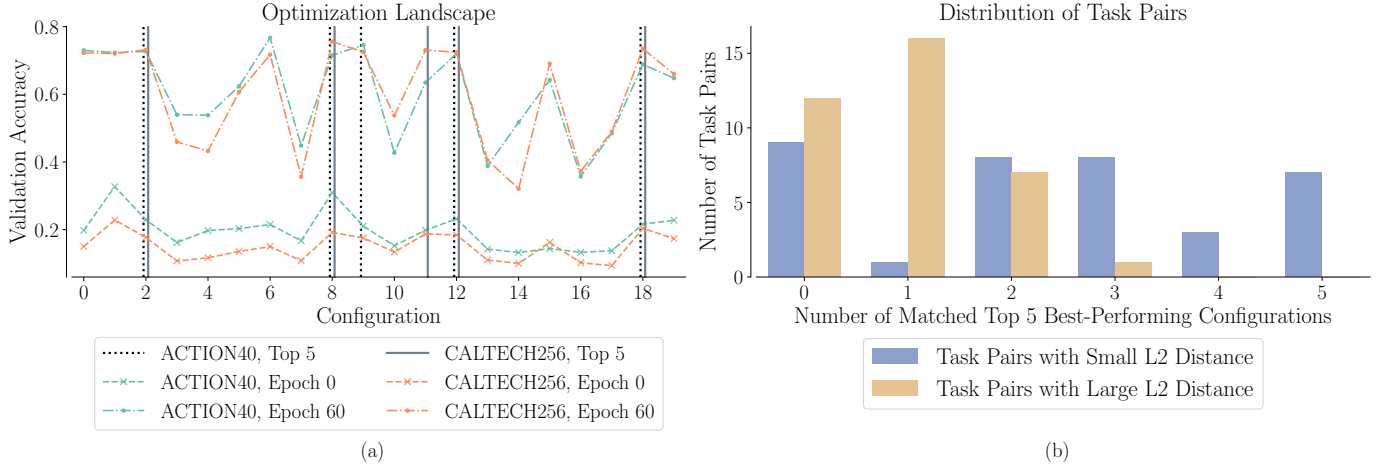 Optimization Landscape
0.8
0.6
0.4
0.2
Validation Accuracy
0 2 4 6 8 10 12 14 16 18
Configuration
ACTION40, Top 5
ACTION40, Epoch 0
ACTION40, Epoch 60
CALTECH256, Top 5
CALTECH256, Epoch 0
CALTECH256, Epoch 60
(a)
Distribution of Task Pairs
15
10
5
0
Number of Task Pairs
0 1 2 3 4 5
Number of Matched Top 5 Best-Performing Configurations
Task Pairs with Small L2 Distance
Task Pairs with Large L2 Distance
(b)